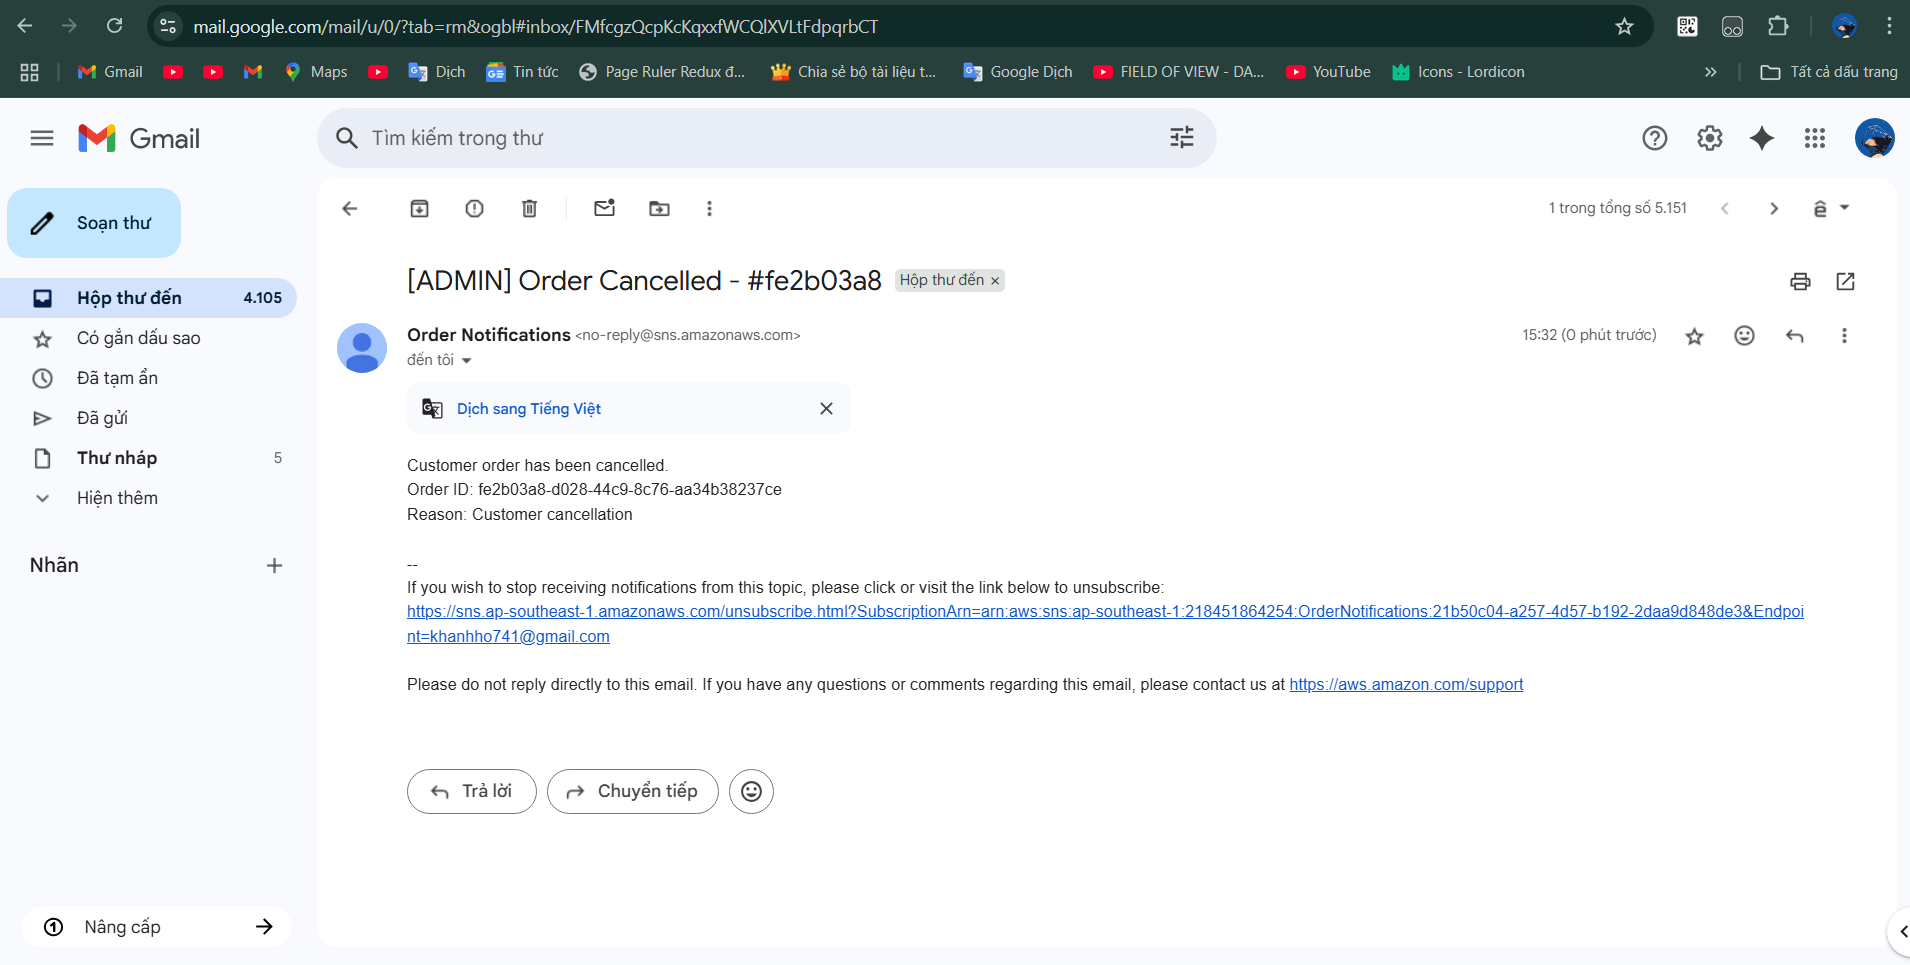 mail.google.com/mail/u/0/?tab=rm&ogbl#inbox/FMfcgzQcpKcKqxxfWCQlXVLtFdpqrbCT
Gmail
Maps
Dịch
Tin tức
Page Ruler Redux đ...
Chia sẻ bộ tài liệu t...
Google Dịch
FIELD OF VIEW - DA...
YouTube
Icons - Lordicon
Tất cả dấu trang
Gmail
Tìm kiếm trong thư
Soạn thư
1 trong tổng số 5.151
Hộp thư đến 4.105
Có gắn dấu sao
Đã tạm ẩn
Đã gửi
Thư nháp 5
Hiện thêm
Nhãn
Nâng cấp
[ADMIN] Order Cancelled - #fe2b03a8 Hộp thư đến
Order Notifications <no-reply@sns.amazonaws.com> 15:32 (0 phút trước)
đến tôi
Dịch sang Tiếng Việt
Customer order has been cancelled.
Order ID: fe2b03a8-d028-44c9-8c76-aa34b38237ce
Reason: Customer cancellation
--
If you wish to stop receiving notifications from this topic, please click or visit the link below to unsubscribe:
https://sns.ap-southeast-1.amazonaws.com/unsubscribe.html?SubscriptionArn=arn:aws:sns:ap-southeast-1:218451864254:OrderNotifications:21b50c04-a257-4d57-b192-2daa9d848de3&Endpoi
nt=khanhho741@gmail.com
Please do not reply directly to this email. If you have any questions or comments regarding this email, please contact us at https://aws.amazon.com/support
Trả lời
Chuyển tiếp